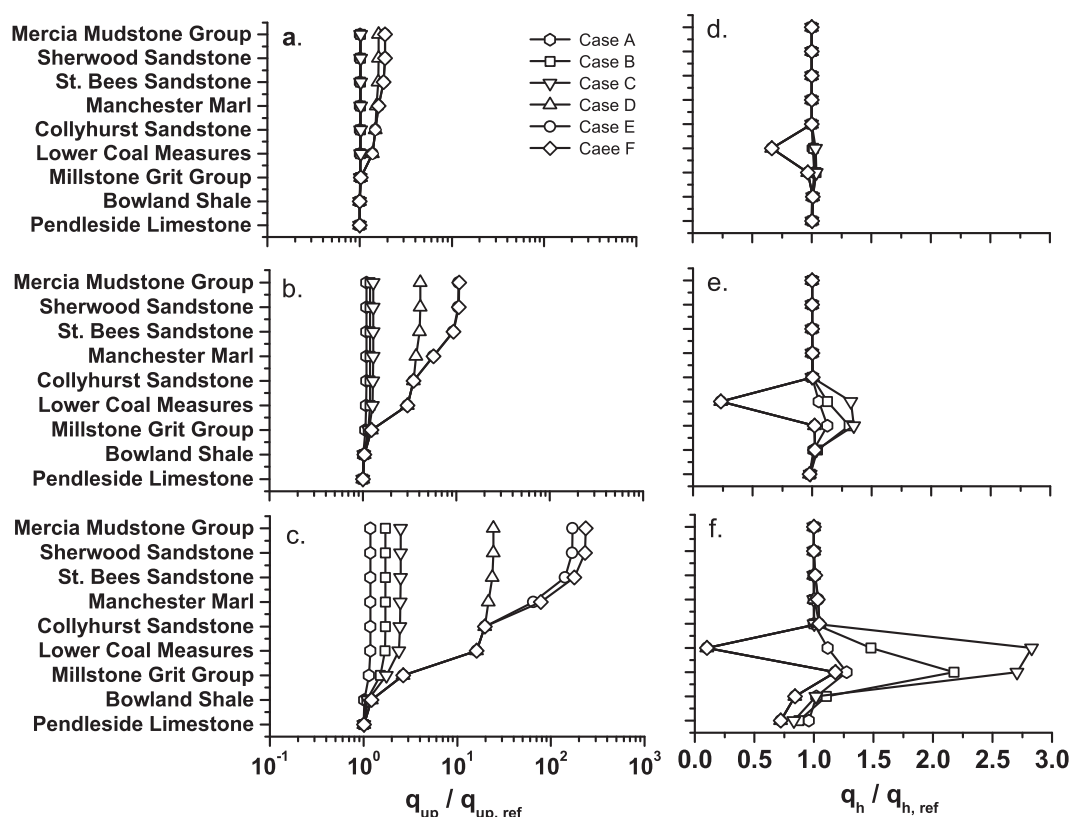 a.
Mercia Mudstone Group
Sherwood Sandstone
St. Bees Sandstone
Manchester Marl
Collyhurst Sandstone
Lower Coal Measures
Millstone Grit Group
Bowland Shale
Pendleside Limestone
Case A
Case B
Case C
Case D
Case E
Caee F
d.
b.
Mercia Mudstone Group
Sherwood Sandstone
St. Bees Sandstone
Manchester Marl
Collyhurst Sandstone
Lower Coal Measures
Millstone Grit Group
Bowland Shale
Pendleside Limestone
e.
c.
Mercia Mudstone Group
Sherwood Sandstone
St. Bees Sandstone
Manchester Marl
Collyhurst Sandstone
Lower Coal Measures
Millstone Grit Group
Bowland Shale
Pendleside Limestone
10-1 100 101 102 103
qup / qup, ref
f.
0.0 0.5 1.0 1.5 2.0 2.5 3.0
qh / qh, ref